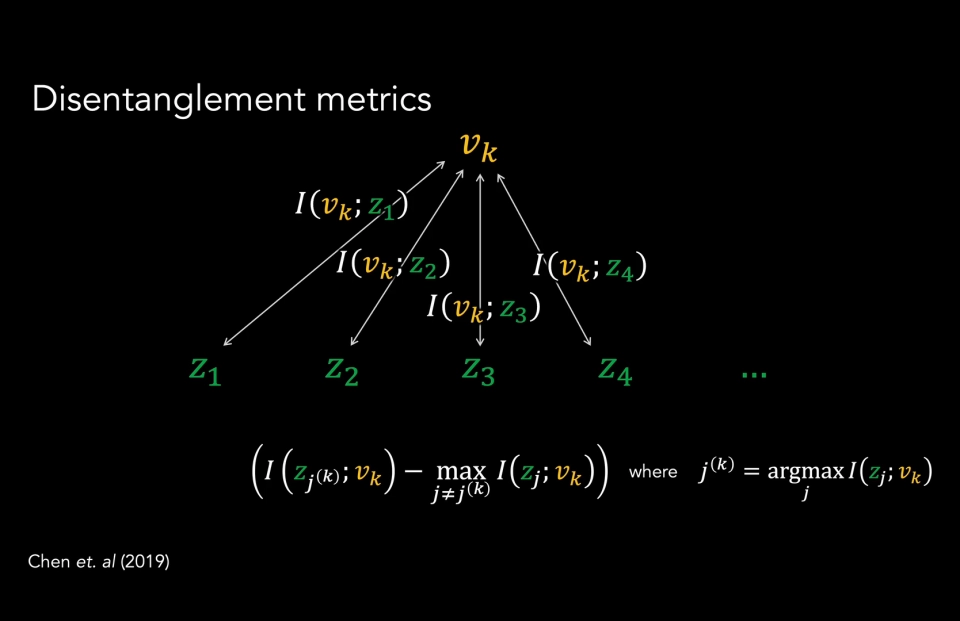 Disentanglement metrics
v_k
I(v_k; z_1)
I(v_k; z_2)
I(v_k; z_4)
I(v_k; z_3)
z_1 z_2 z_3 z_4 ...
(I(z_{j^{(k)}}; v_k) − max_{j≠j^{(k)}} I(z_j; v_k)) where j^{(k)} = argmax_j I(z_j; v_k)
Chen et. al (2019)